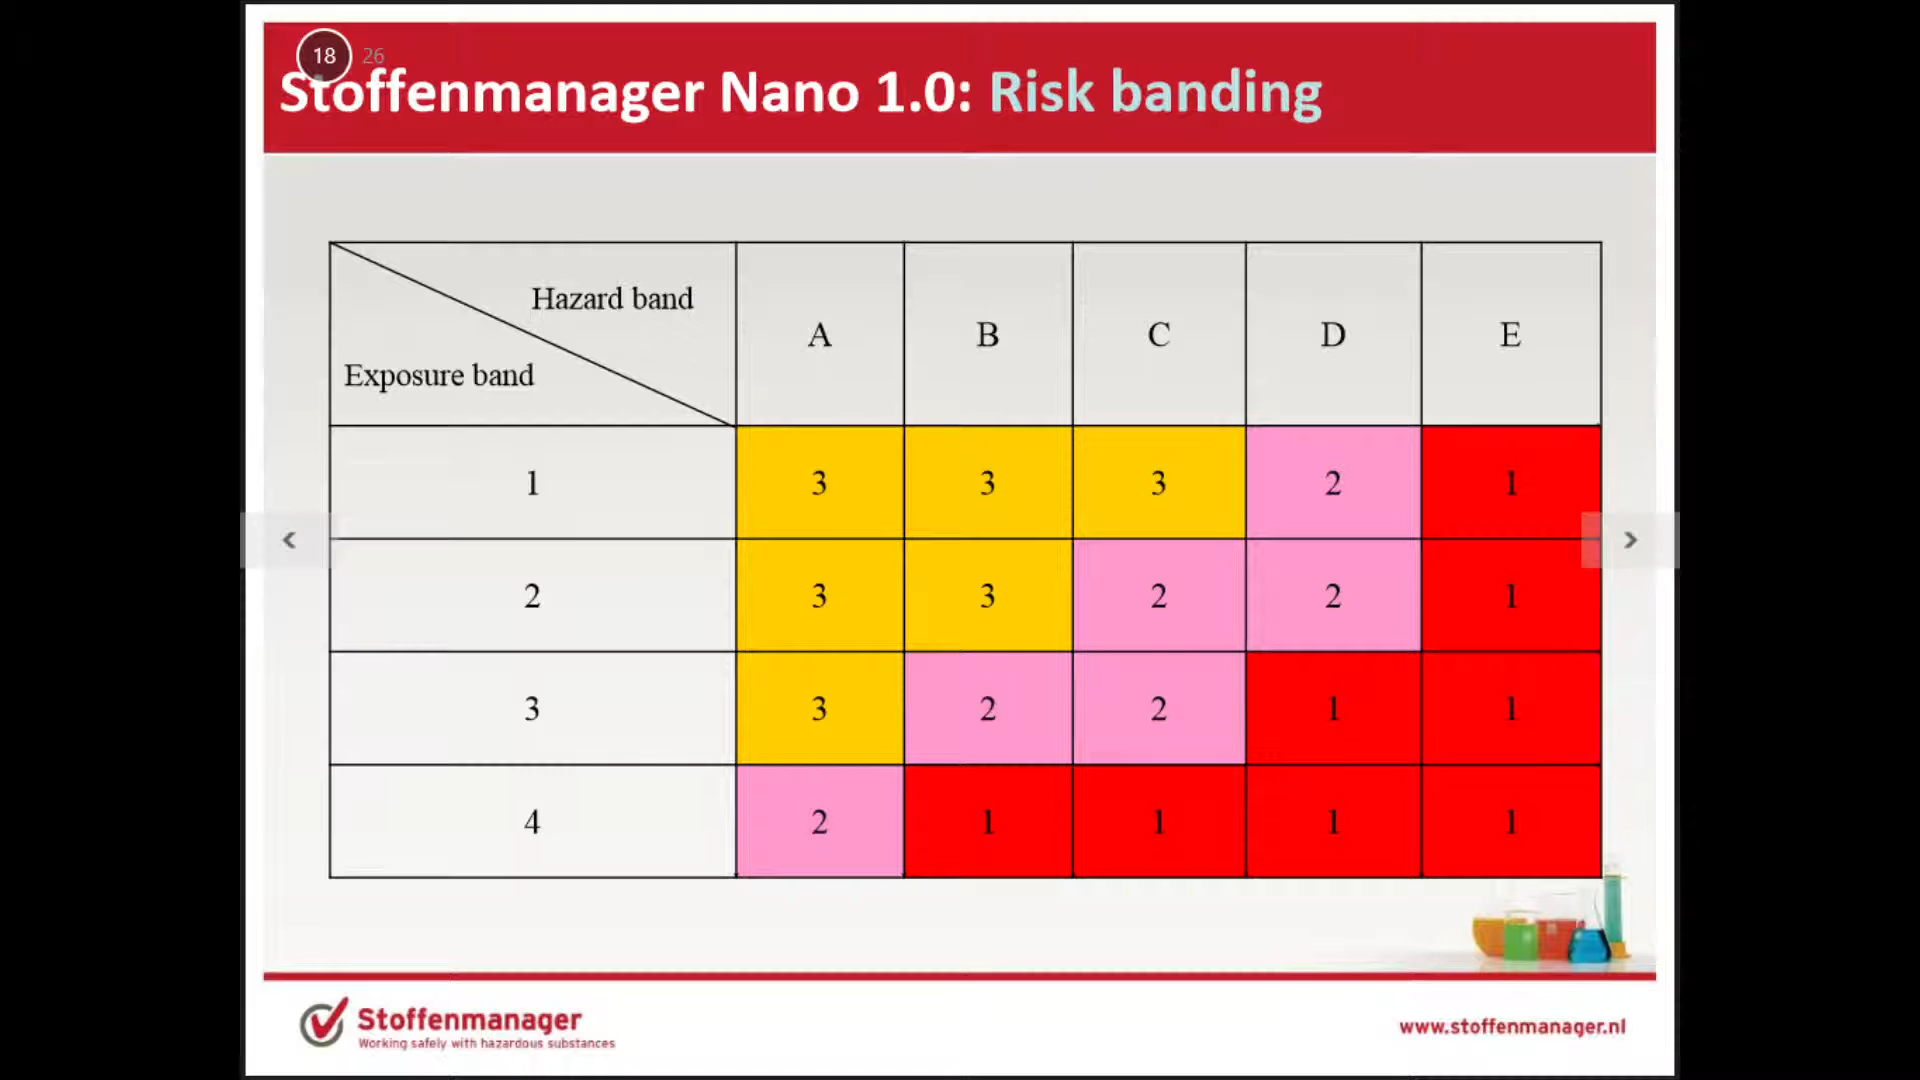 18 26
Stoffenmanager Nano 1.0: Risk banding
Hazard band
Exposure band
A B C D E
1 3 3 3 2 1
2 3 3 2 2 1
3 3 2 2 1 1
4 2 1 1 1 1
Stoffenmanager
Working safely with hazardous substances
www.stoffenmanager.nl